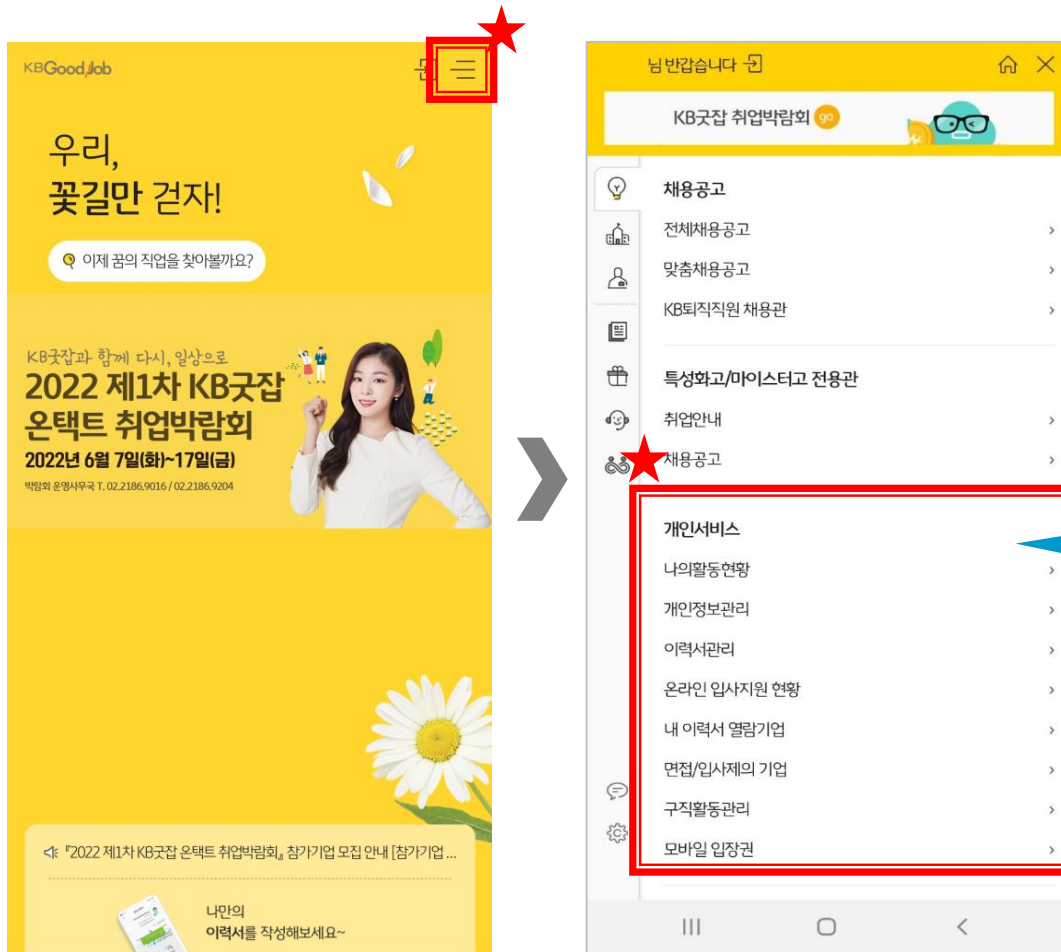 KBGood Job
우리,
꽃길만 걷자!
이제 꿈의 직업을 찾아볼까요?
KB굿잡과 함께 다시, 일상으로
2022 제1차 KB굿잡
온택트 취업박람회
2022년 6월 7일(화)~17일(금)
박람회 운영사무국 T. 02.2186.9016 / 02.2186.9204
『2022 제1차 KB굿잡 온택트 취업박람회』 참가기업 모집 안내 [참가기업 ...
나만의
이력서를 작성해보세요~
님 반갑습니다
KB굿잡 취업박람회 go
채용공고
전체채용공고
맞춤채용공고
KB퇴직직원 채용관
특성화고/마이스터고 전용관
취업안내
채용공고
개인서비스
나의활동현황
개인정보관리
이력서관리
온라인 입사지원 현황
내 이력서 열람기업
면접/입사제의 기업
구직활동관리
모바일 입장권